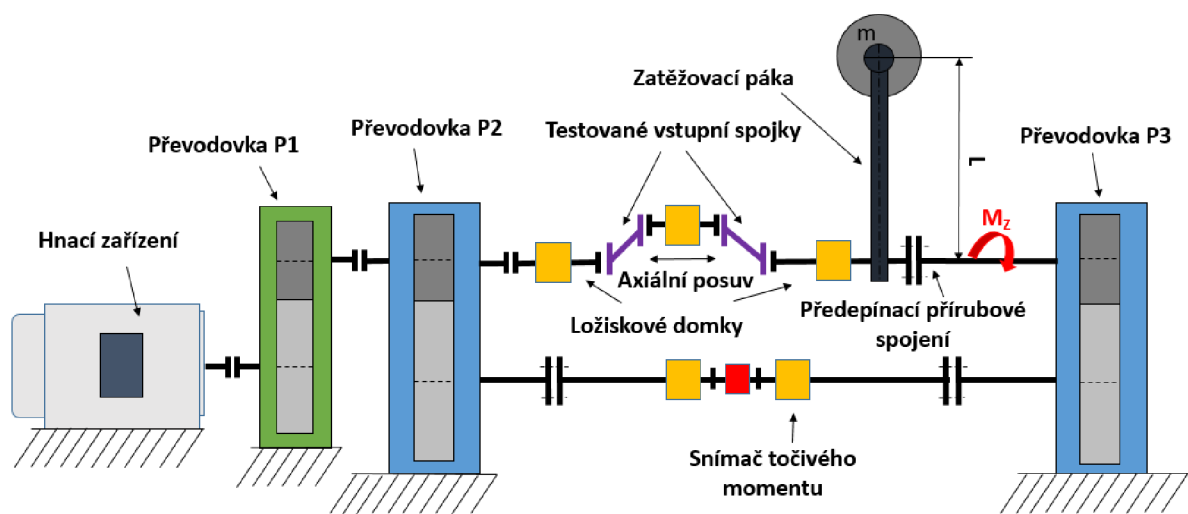 m
Zatěžovací páka
Testované vstupní spojky
Převodovka P2
Převodovka P1
Převodovka P3
L
Hnací zařízení
Mz
Axiální posuv
Ložiskové domky
Předepínací přírubové
spojení
Snímač točivého
momentu